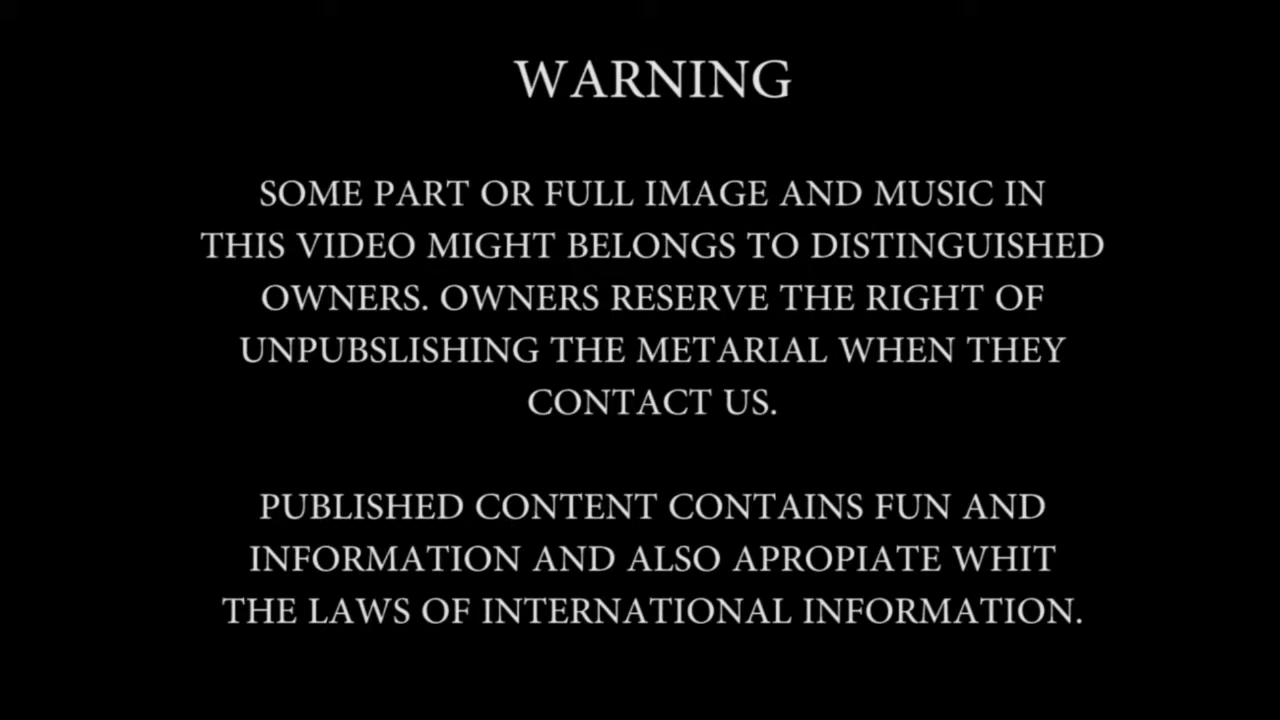 WARNING
SOME PART OR FULL IMAGE AND MUSIC IN
THIS VIDEO MIGHT BELONGS TO DISTINGUISHED
OWNERS. OWNERS RESERVE THE RIGHT OF
UNPUBSLISHING THE METARIAL WHEN THEY
CONTACT US.
PUBLISHED CONTENT CONTAINS FUN AND
INFORMATION AND ALSO APROPIATE WHIT
THE LAWS OF INTERNATIONAL INFORMATION.